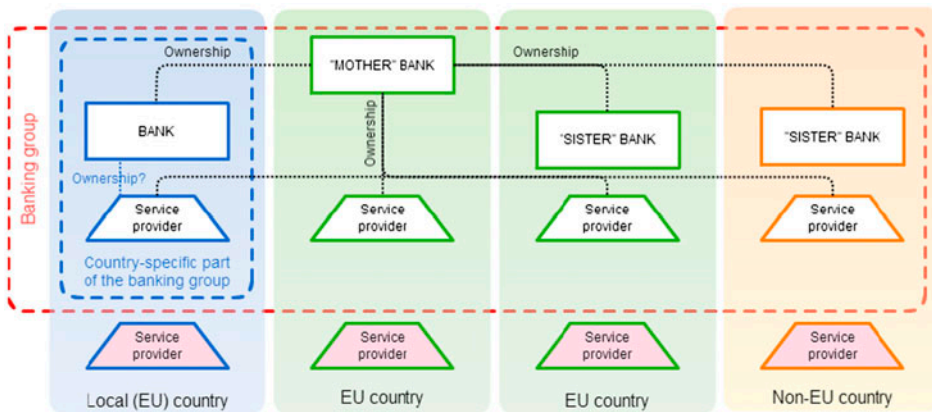 Banking group
Ownership
"MOTHER" BANK
Ownership
BANK
Ownership
"SISTER" BANK
"SISTER" BANK
Ownership?
Service
provider
Service
provider
Service
provider
Service
provider
Country-specific part
of the banking group
Service
provider
Service
provider
Service
provider
Service
provider
Local (EU) country
EU country
EU country
Non-EU country